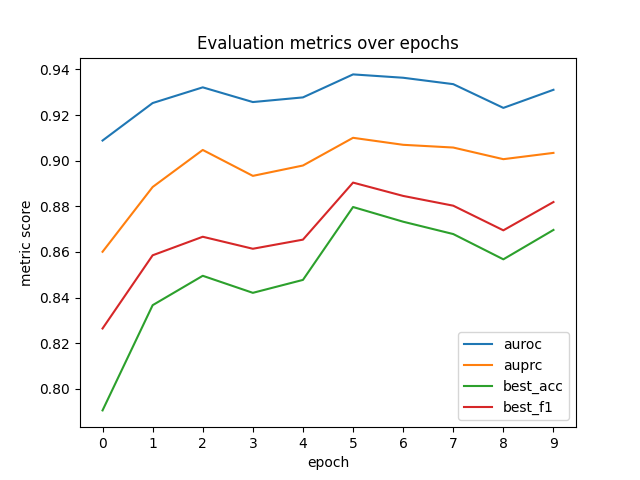 Evaluation metrics over epochs
metric score
0.94
0.92
0.90
0.88
0.86
0.84
0.82
0.80
auroc
auprc
best_acc
best_f1
0 1 2 3 4 5 6 7 8 9
epoch